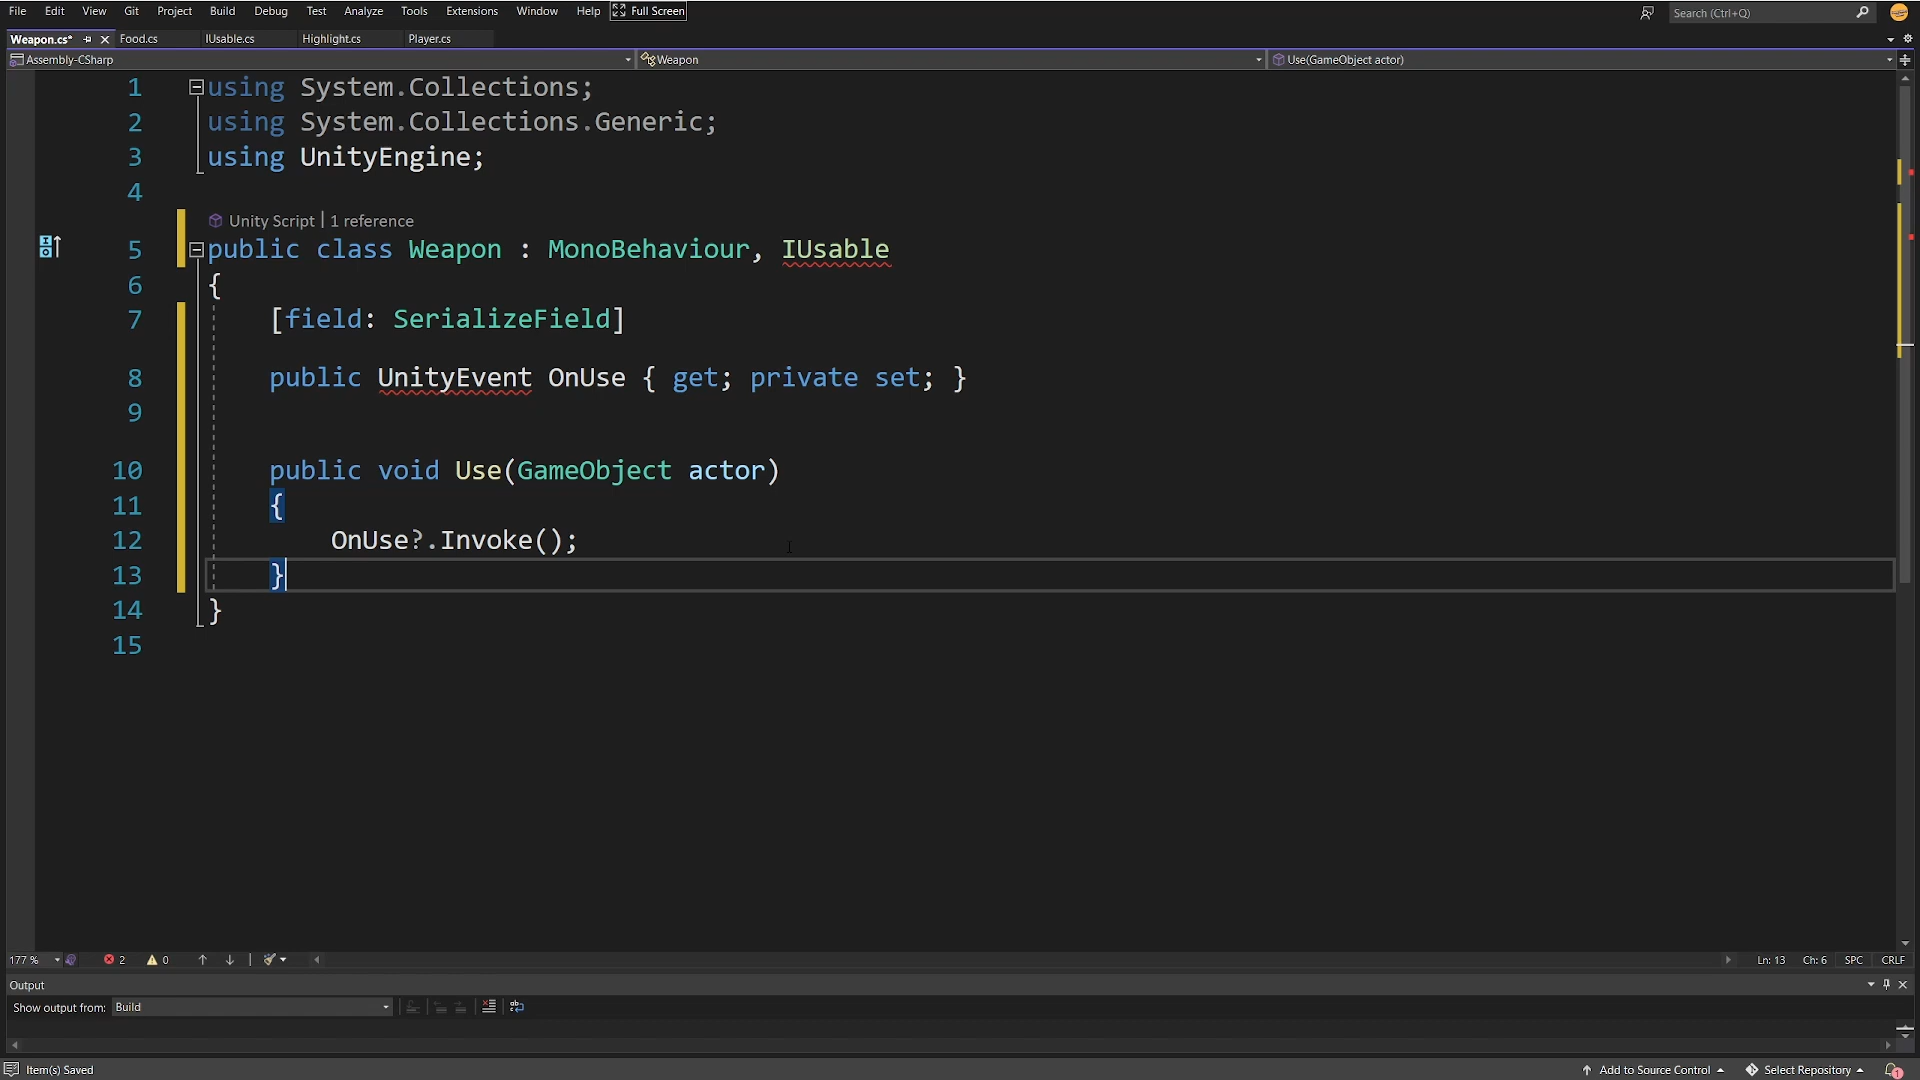 File Edit View Git Project Build Debug Test Analyze Tools Extensions Window Help Full Screen Search (Ctrl+Q)
Weapon.cs* Food.cs IUsable.cs Highlight.cs Player.cs
Assembly-CSharp Weapon Use(GameObject actor)
1 using System.Collections;
2 using System.Collections.Generic;
3 using UnityEngine;
4
Unity Script | 1 reference
5 public class Weapon : MonoBehaviour, IUsable
6 {
7 [field: SerializeField]
8 public UnityEvent OnUse { get; private set; }
9
10 public void Use(GameObject actor)
11 {
12 OnUse?.Invoke();
13 }
14 }
15
177 % 2 0 Ln: 13 Ch: 6 SPC CRLF
Output
Show output from: Build
Item(s) Saved Add to Source Control Select Repository 1